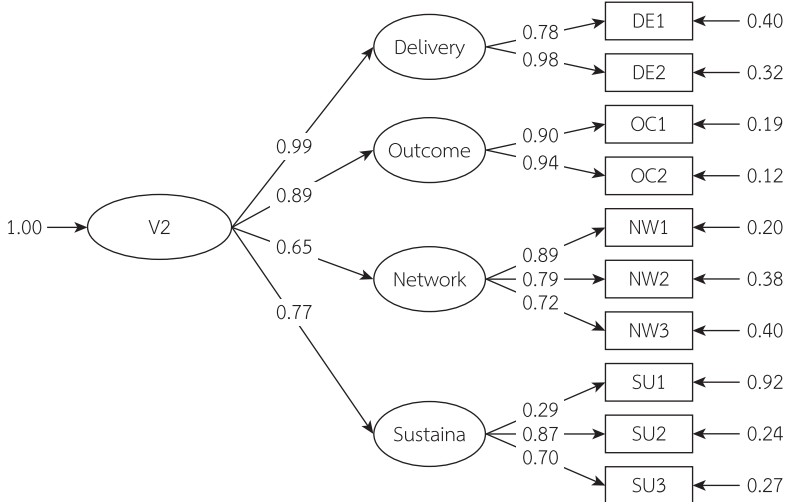 DE1
0.40
0.78
Delivery
0.98
DE2
0.32
0.99
OC1
0.19
0.90
Outcome
0.94
OC2
0.12
0.89
1.00
V2
NW1
0.20
0.65
0.89
Network
0.79
NW2
0.38
0.72
NW3
0.40
0.77
SU1
0.92
0.29
Sustaina
0.87
SU2
0.24
0.70
SU3
0.27